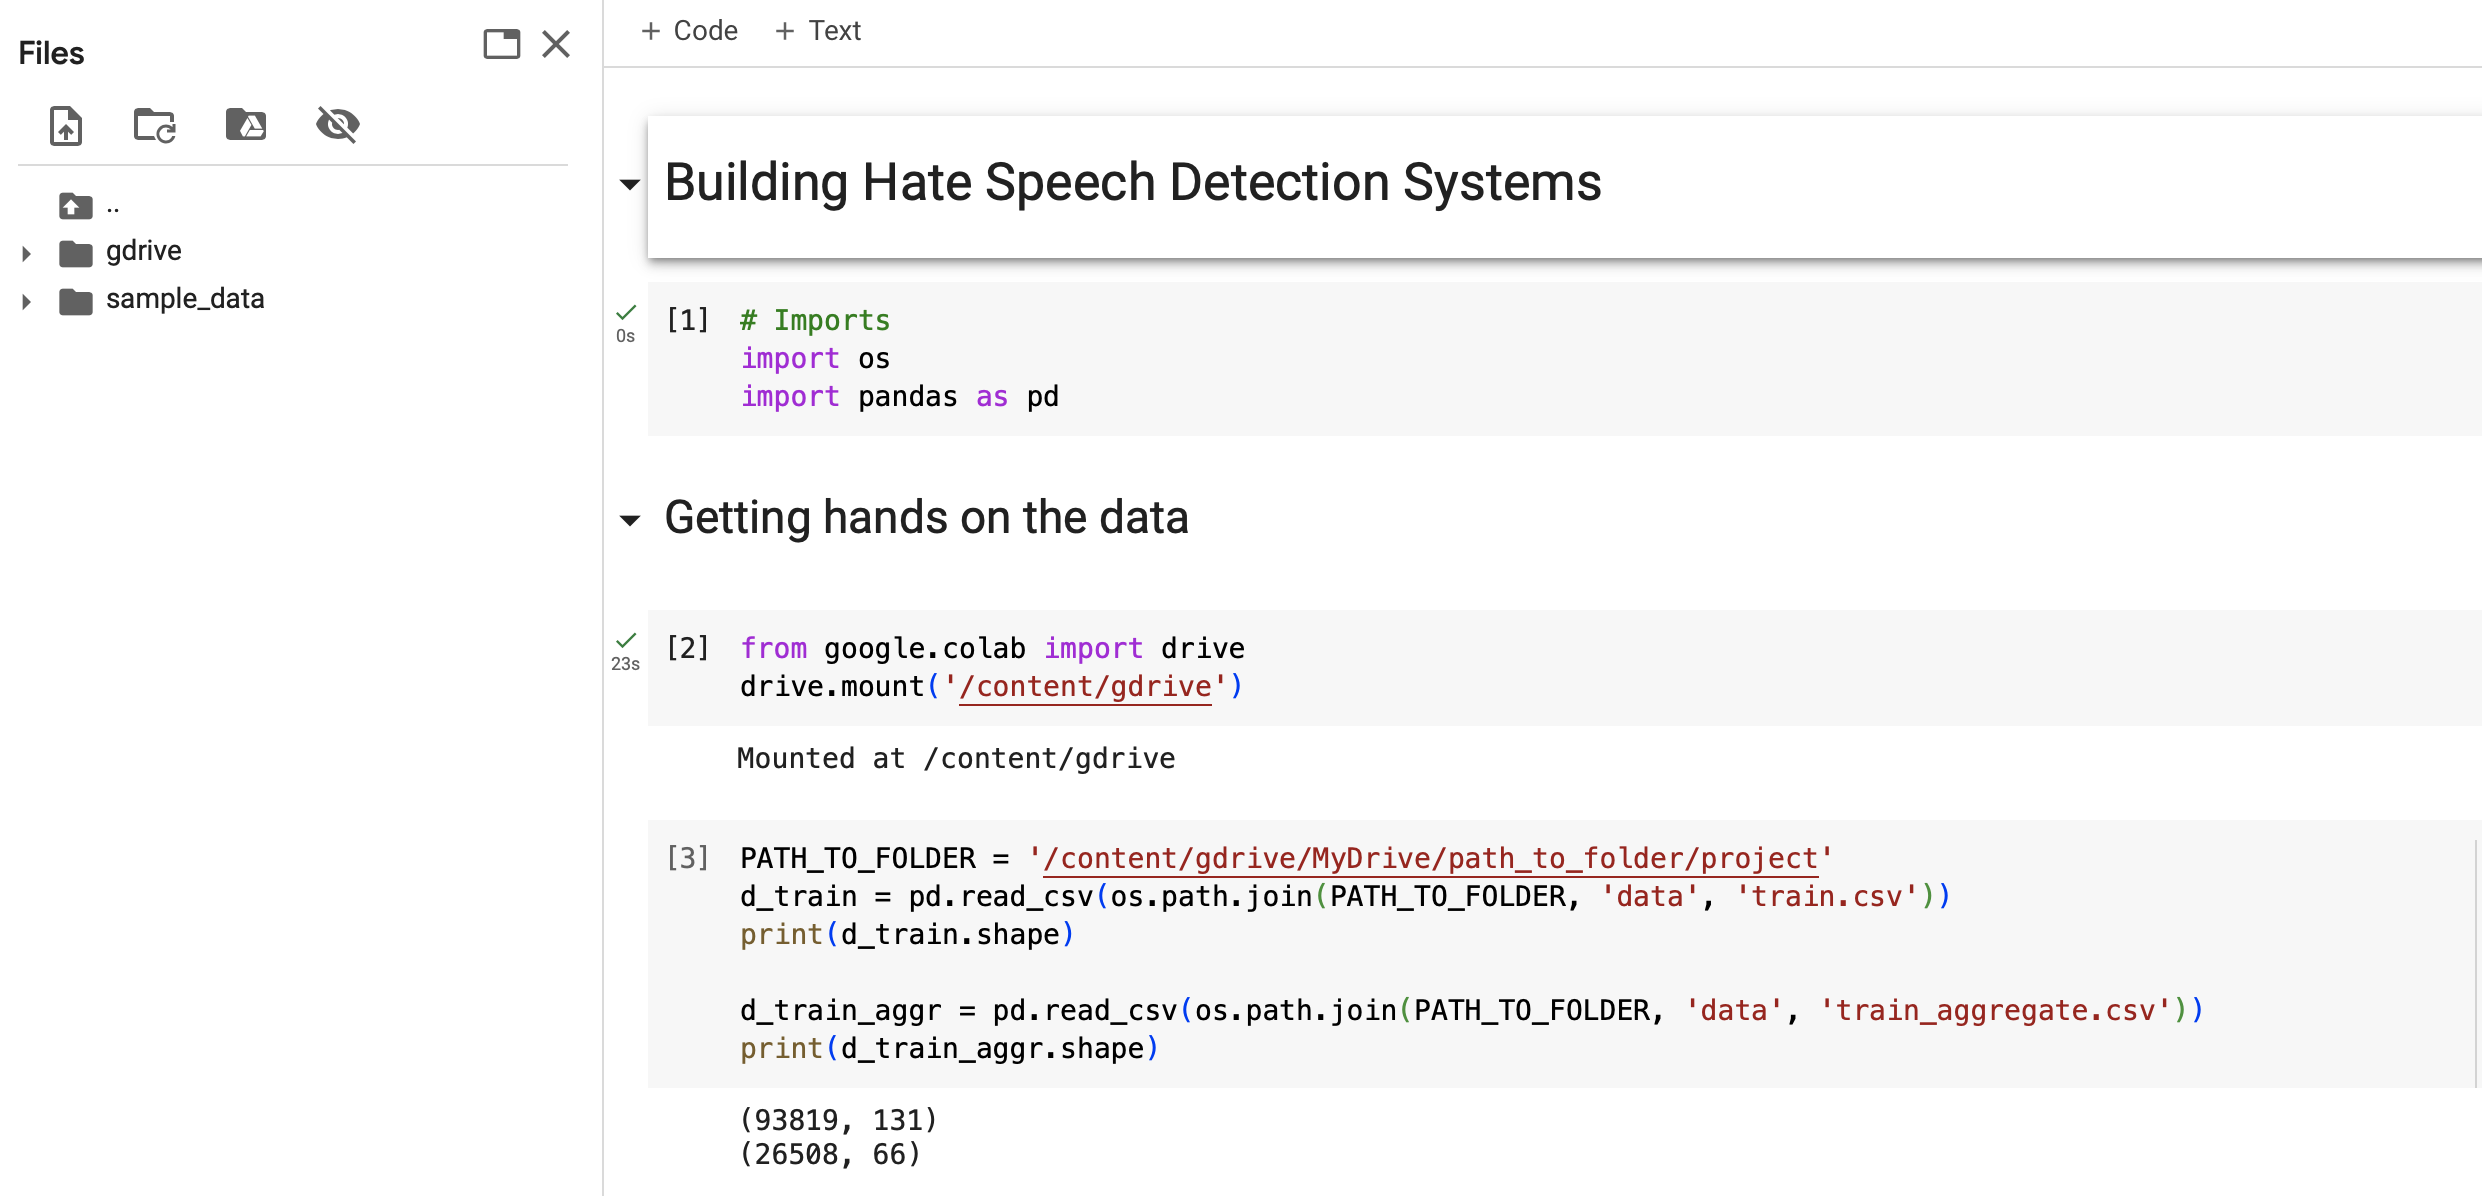 Files
..
gdrive
sample_data
+ Code + Text
Building Hate Speech Detection Systems
0s
[1] # Imports
import os
import pandas as pd
Getting hands on the data
23s
[2] from google.colab import drive
drive.mount('/content/gdrive')
Mounted at /content/gdrive
[3] PATH_TO_FOLDER = '/content/gdrive/MyDrive/path_to_folder/project'
d_train = pd.read_csv(os.path.join(PATH_TO_FOLDER, 'data', 'train.csv'))
print(d_train.shape)
d_train_aggr = pd.read_csv(os.path.join(PATH_TO_FOLDER, 'data', 'train_aggregate.csv'))
print(d_train_aggr.shape)
(93819, 131)
(26508, 66)